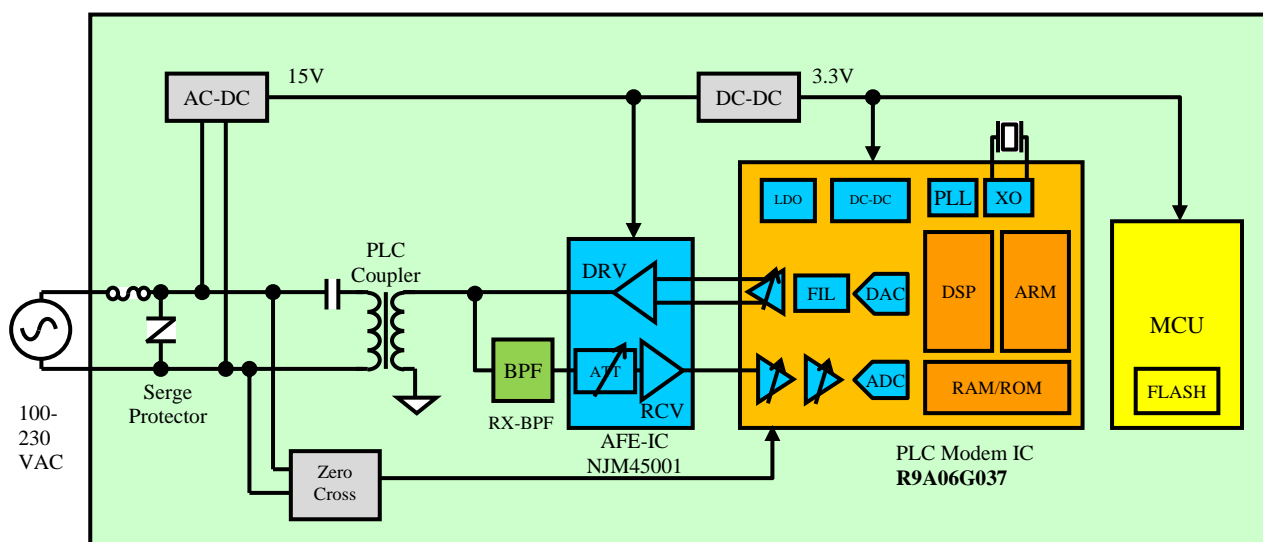 15V
3.3V
AC-DC
DC-DC
LDO
DC-DC
PLL
XO
PLC
Coupler
DRV
FIL
DAC
DSP
ARM
MCU
BPF
ATT
RCV
ADC
RAM/ROM
FLASH
Serge
Protector
RX-BPF
100-
230
VAC
AFE-IC
NJM45001
PLC Modem IC
R9A06G037
Zero
Cross